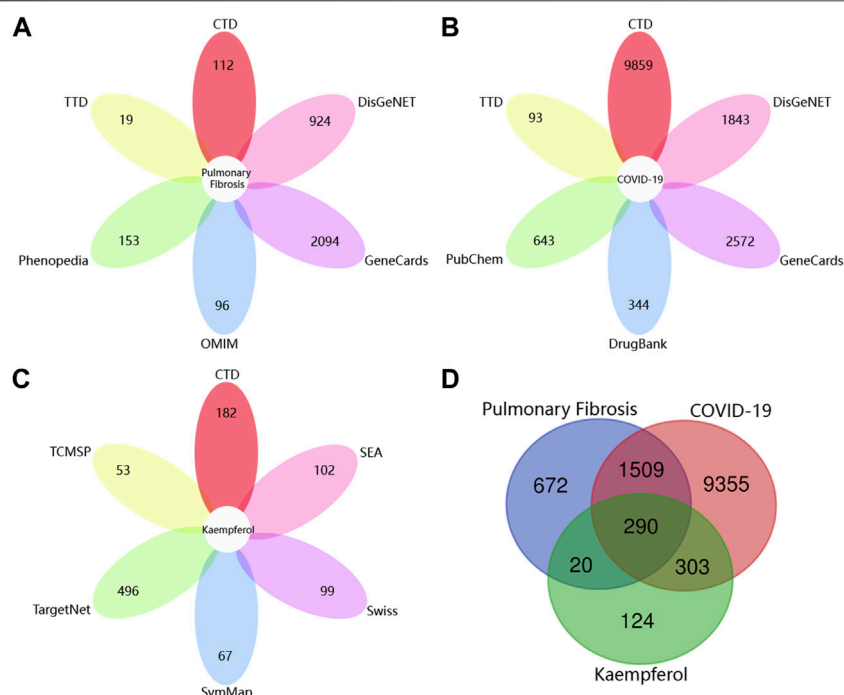 A
CTD
112
TTD
19
DisGeNET
924
Pulmonary
Fibrosis
153
Phenopedia
2094
GeneCards
96
OMIM
B
CTD
9859
TTD
93
DisGeNET
1843
COVID-19
643
PubChem
2572
GeneCards
344
DrugBank
C
CTD
182
TCMSP
53
SEA
102
Kaempferol
496
TargetNet
99
Swiss
67
SymMap
D
Pulmonary Fibrosis
COVID-19
672
1509
9355
290
20
303
124
Kaempferol